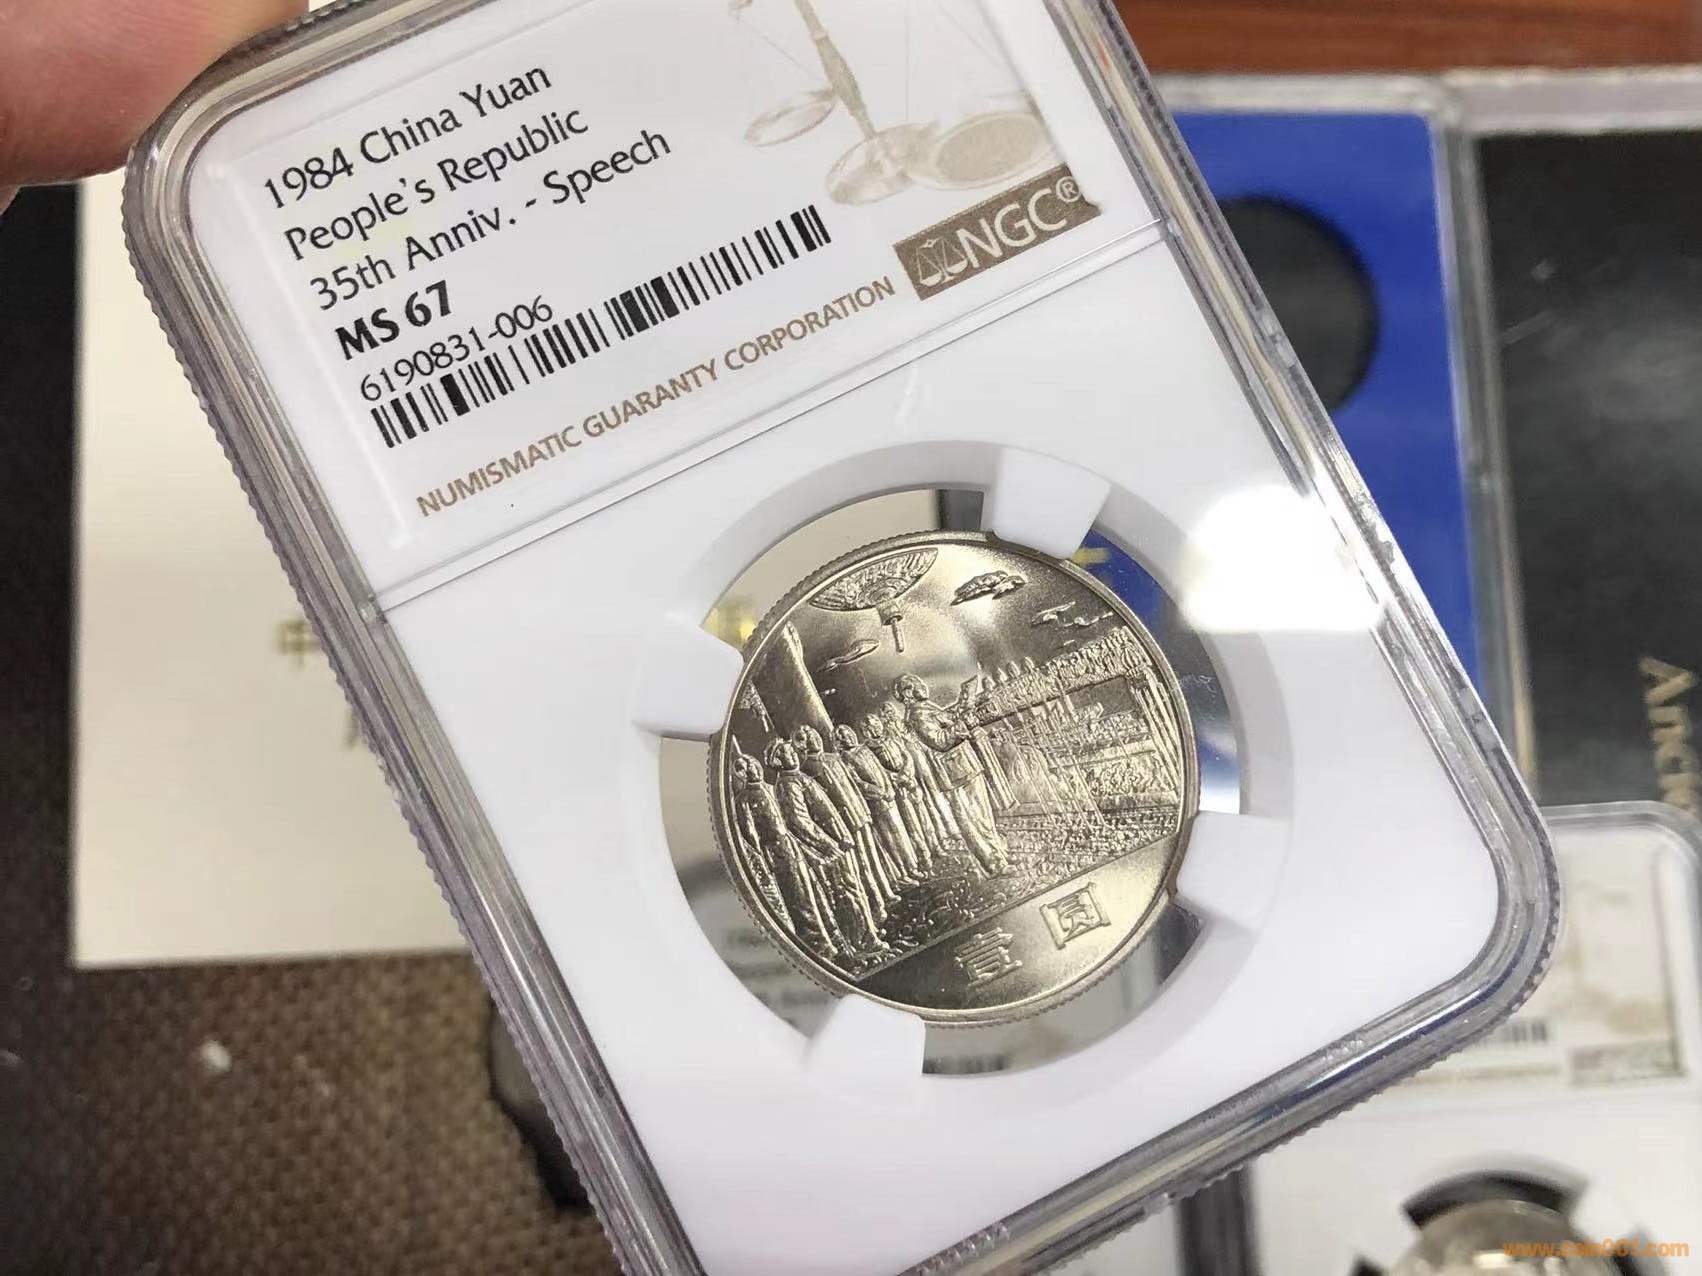 1984 China Yuan
People's Republic
35th Anniv. - Speech
MS 67
6190831-006
NGC®
NUMISMATIC GUARANTY CORPORATION
壹圆
www.coin001.com